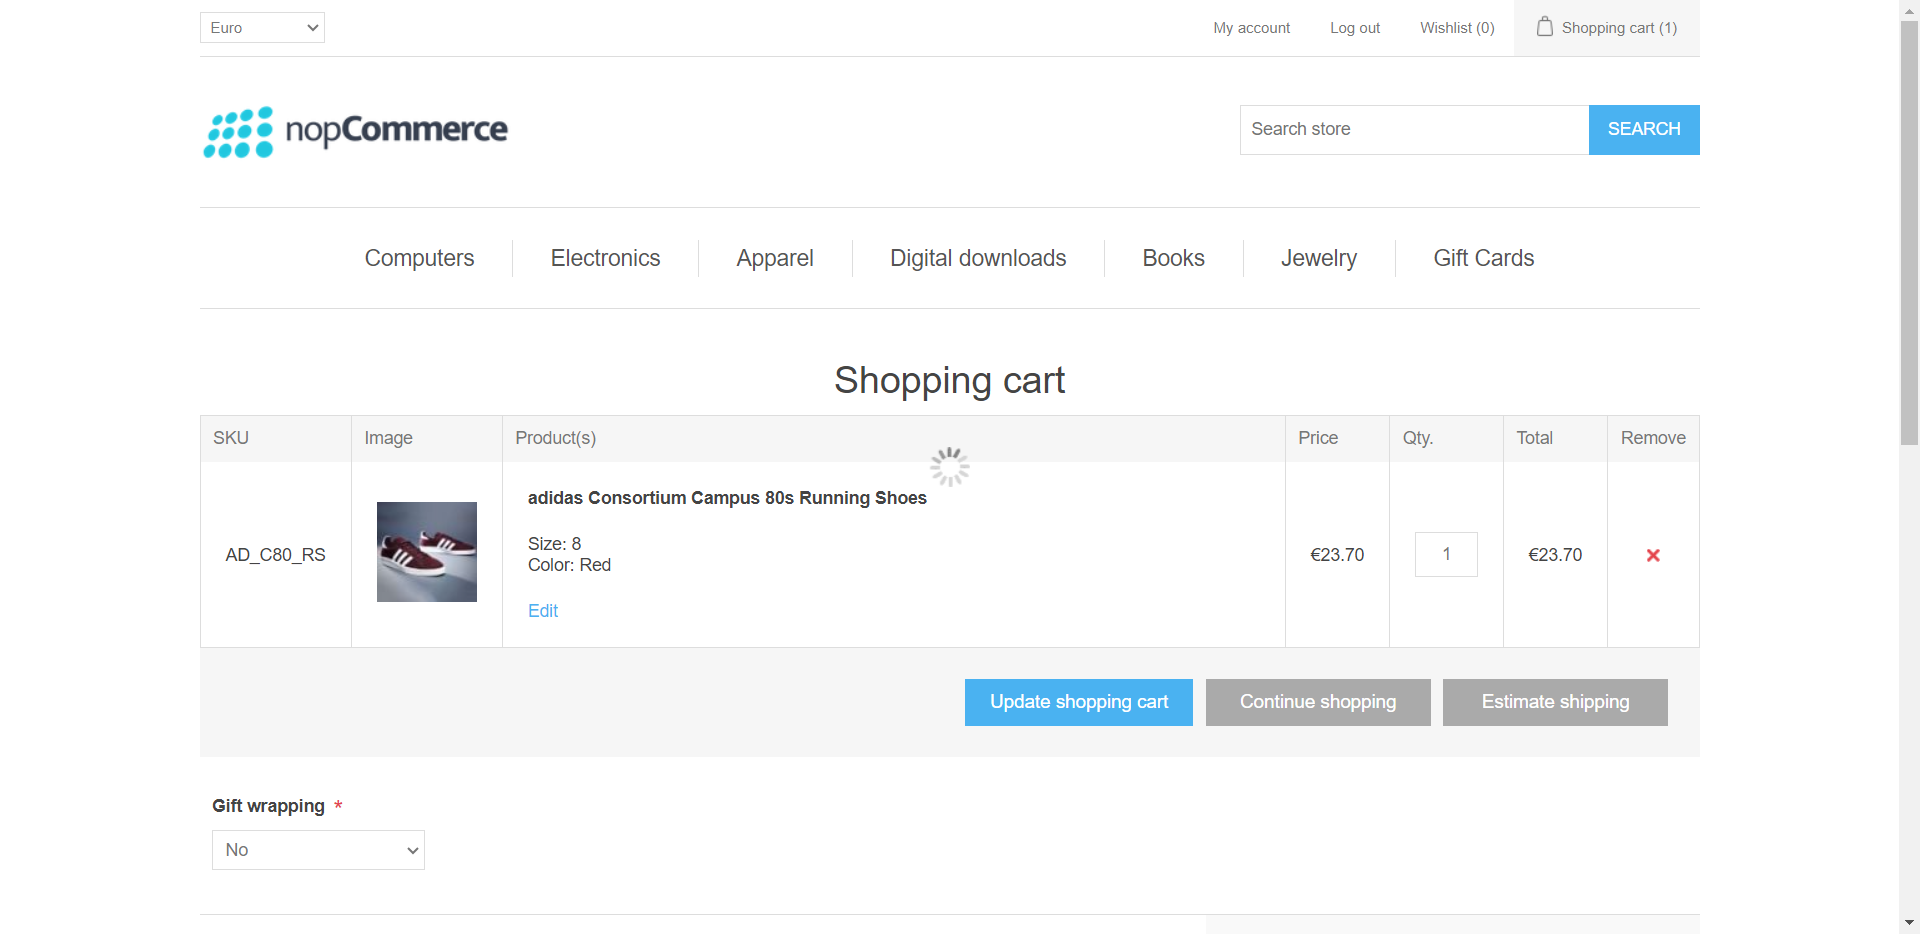 Euro
My account
Log out
Wishlist (0)
Shopping cart (1)
nopCommerce
Search store
SEARCH
Computers
Electronics
Apparel
Digital downloads
Books
Jewelry
Gift Cards
Shopping cart
SKU
Image
Product(s)
Price
Qty.
Total
Remove
AD_C80_RS
adidas Consortium Campus 80s Running Shoes
Size: 8
Color: Red
Edit
€23.70
1
€23.70
Update shopping cart
Continue shopping
Estimate shipping
Gift wrapping *
No